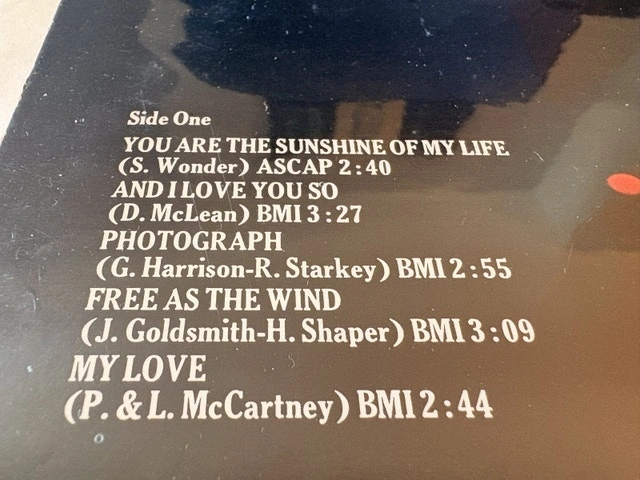 Side One
YOU ARE THE SUNSHINE OF MY LIFE
(S. Wonder) ASCAP 2:40
AND I LOVE YOU SO
(D. McLean) BMI 3:27
PHOTOGRAPH
(G. Harrison-R. Starkey) BMI 2:55
FREE AS THE WIND
(J. Goldsmith-H. Shaper) BMI 3:09
MY LOVE
(P. & L. McCartney) BMI 2:44